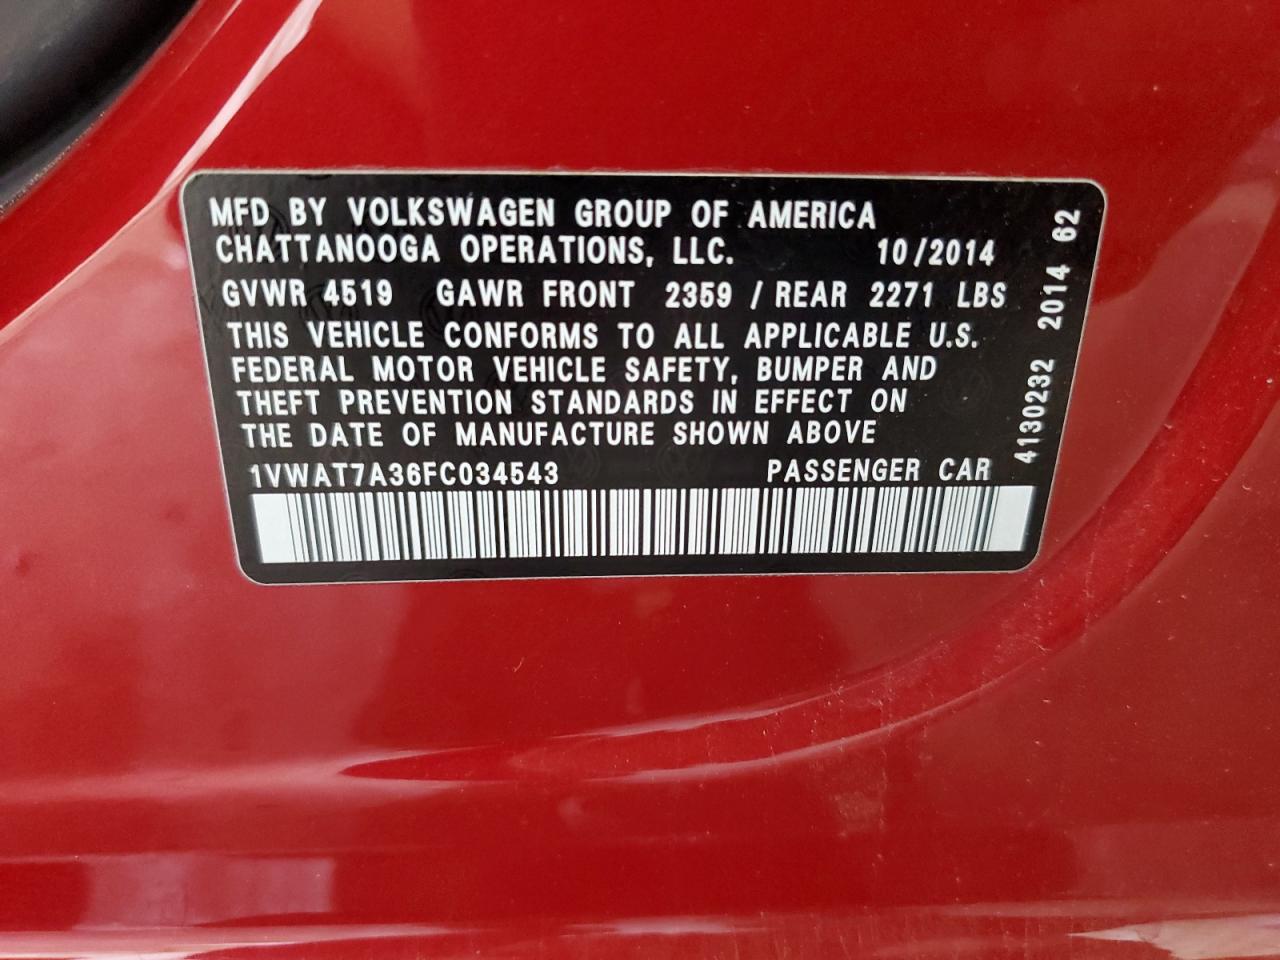 MFD BY VOLKSWAGEN GROUP OF AMERICA
CHATTANOOGA OPERATIONS, LLC. 10/2014
GVWR 4519 GAWR FRONT 2359 / REAR 2271 LBS
THIS VEHICLE CONFORMS TO ALL APPLICABLE U.S.
FEDERAL MOTOR VEHICLE SAFETY, BUMPER AND
THEFT PREVENTION STANDARDS IN EFFECT ON
THE DATE OF MANUFACTURE SHOWN ABOVE
1VWAT7A36FC034543 PASSENGER CAR
4130232 2014 62